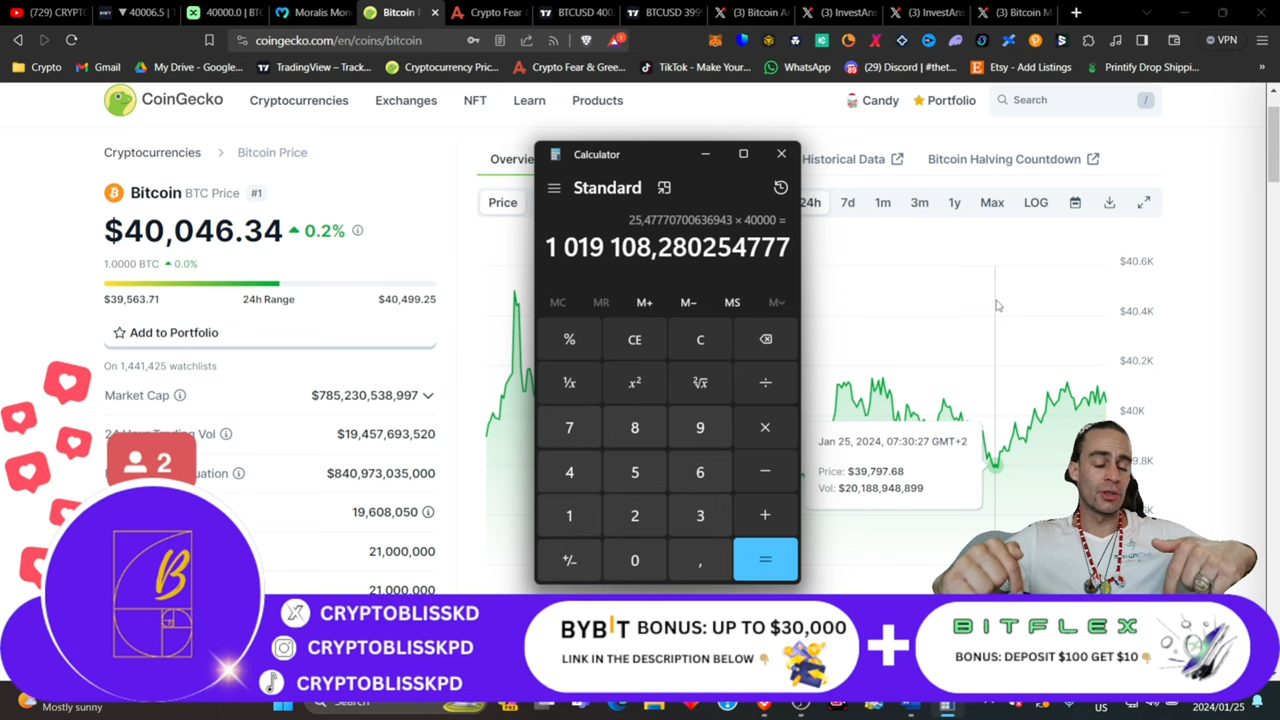 (729) CRYPTO
40006.5 | T
40000.0 | BTC
Moralis Mon
Bitcoin
Crypto Fear &
BTCUSD 400
BTCUSD 399
(3) Bitcoin A
(3) InvestAns
(3) InvestAns
(3) Bitcoin M
coingecko.com/en/coins/bitcoin
VPN
Crypto
Gmail
My Drive - Google...
TradingView – Track...
Cryptocurrency Pric...
Crypto Fear & Gree...
TikTok - Make Your...
WhatsApp
(29) Discord | #thet...
Etsy - Add Listings
Printify Drop Shippi...
CoinGecko
Cryptocurrencies
Exchanges
NFT
Learn
Products
Candy
Portfolio
Search
/
Cryptocurrencies > Bitcoin Price
Overvie
Historical Data
Bitcoin Halving Countdown
Bitcoin BTC Price #1
Price
24h
7d
1m
3m
1y
Max
LOG
$40,046.34 0.2%
1.0000 BTC 0.0%
$39,563.71
24h Range
$40,499.25
Add to Portfolio
On 1,441,425 watchlists
Market Cap
$785,230,538,997
Vol
$19,457,693,520
uation
$840,973,035,000
19,608,050
21,000,000
21,000,000
Calculator
Standard
25,47770700636943 × 40000 =
1 019 108,280254777
MC
MR
M+
M−
MS
M
%
CE
C
⅟x
x²
²√x
÷
7
8
9
×
4
5
6
−
1
2
3
+
+/−
0
,
=
$40.6K
$40.4K
$40.2K
$40K
Jan 25, 2024, 07:30:27 GMT+2
Price: $39,797.68
Vol: $20,188,948,899
2
B
CRYPTOBLISSKD
CRYPTOBLISSKPD
CRYPTOBLISSKPD
BYBIT BONUS: UP TO $30,000
LINK IN THE DESCRIPTION BELOW
+
BITFLEX
BONUS: DEPOSIT $100 GET $10
Mostly sunny
Search
US
2024/01/25